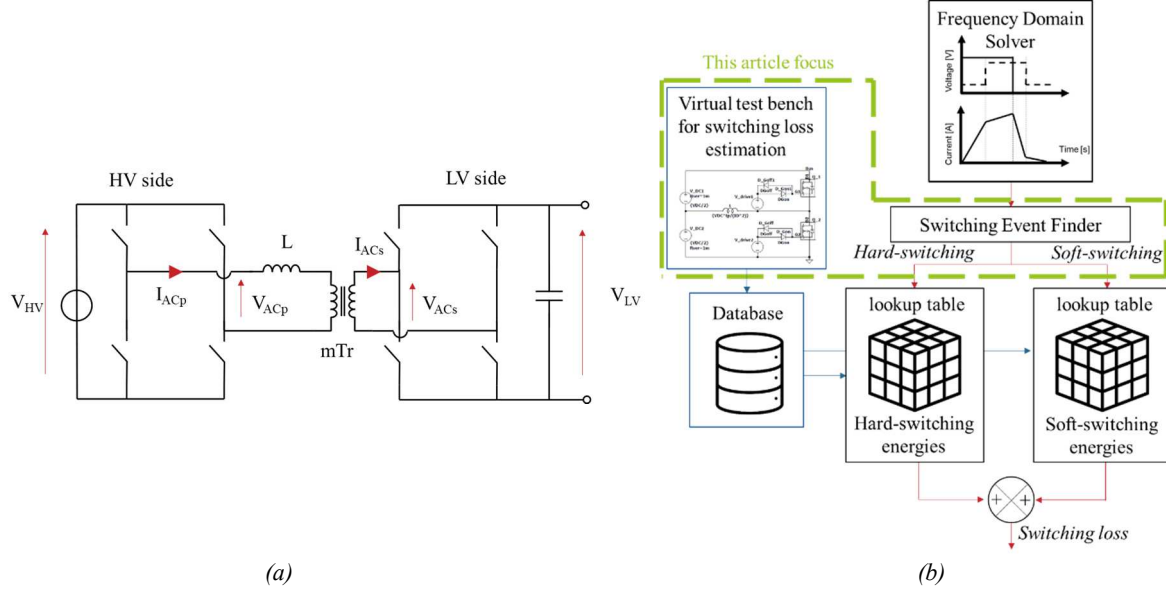 HV side
LV side
L
I_ACs
I_ACp
V_HV
V_ACp
V_ACs
V_LV
mTr
(a)
This article focus
Frequency Domain
Solver
Voltage [V]
Current [A]
Time [s]
Virtual test bench
for switching loss
estimation
Switching Event Finder
Hard-switching
Soft-switching
Database
lookup table
Hard-switching
energies
lookup table
Soft-switching
energies
+
+
Switching loss
(b)